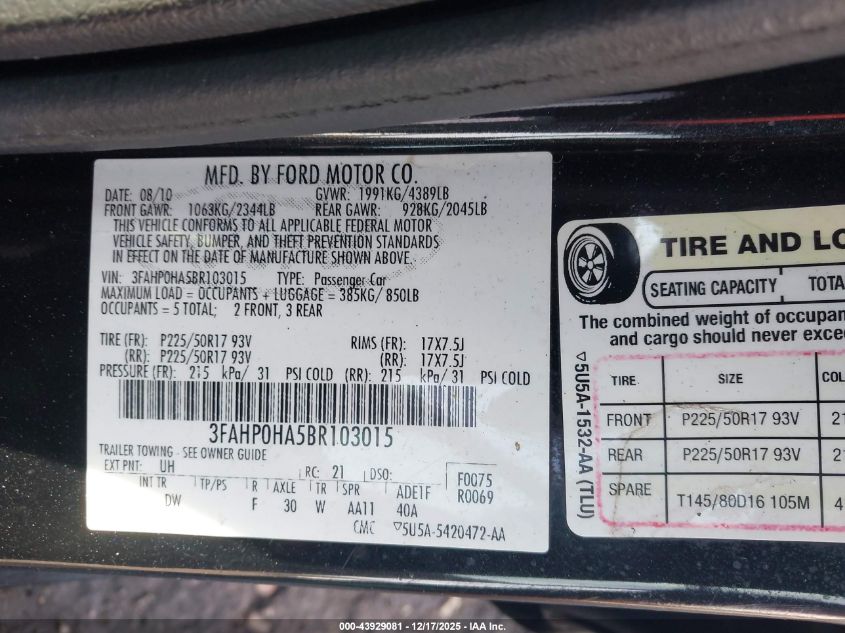 MFD. BY FORD MOTOR CO.
DATE: 08/10 GVWR: 1991KG/4389LB
FRONT GAWR: 1063KG/2344LB REAR GAWR: 928KG/2045LB
THIS VEHICLE CONFORMS TO ALL APPLICABLE FEDERAL MOTOR
VEHICLE SAFETY, BUMPER, AND THEFT PREVENTION STANDARDS
IN EFFECT ON THE DATE OF MANUFACTURE SHOWN ABOVE.
VIN: 3FAHP0HA5BR103015 TYPE: Passenger Car
MAXIMUM LOAD = OCCUPANTS + LUGGAGE = 385KG/850LB
OCCUPANTS = 5 TOTAL; 2 FRONT, 3 REAR
TIRE (FR): P225/50R17 93V RIMS (FR): 17X7.5J
(RR): P225/50R17 93V (RR): 17X7.5J
PRESSURE (FR): 215 kPa/ 31 PSI COLD (RR): 215 kPa/ 31 PSI COLD
3FAHP0HA5BR103015
TRAILER TOWING - SEE OWNER GUIDE
EXT PNT: UH RC: 21 DSO: F0075
INT TR TP/PS R AXLE TR SPR ADE1F R0069
DW F 30 W AA11 40A
CMC ▽5U5A-5420472-AA
TIRE AND LO
SEATING CAPACITY TOTA
The combined weight of occupan
and cargo should never excee
TIRE SIZE COL
FRONT P225/50R17 93V 21
REAR P225/50R17 93V 21
SPARE T145/80D16 105M 4
▽5U5A-1532-AA (TLU)
000-43929081 - 12/17/2025 - IAA, Inc.